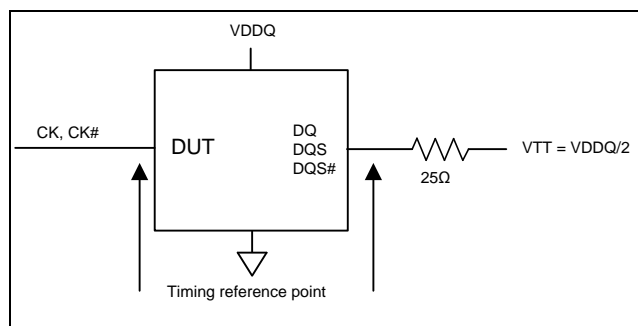 VDDQ
CK, CK#
DUT
DQ
DQS
DQS#
VTT = VDDQ/2
25Ω
Timing reference point